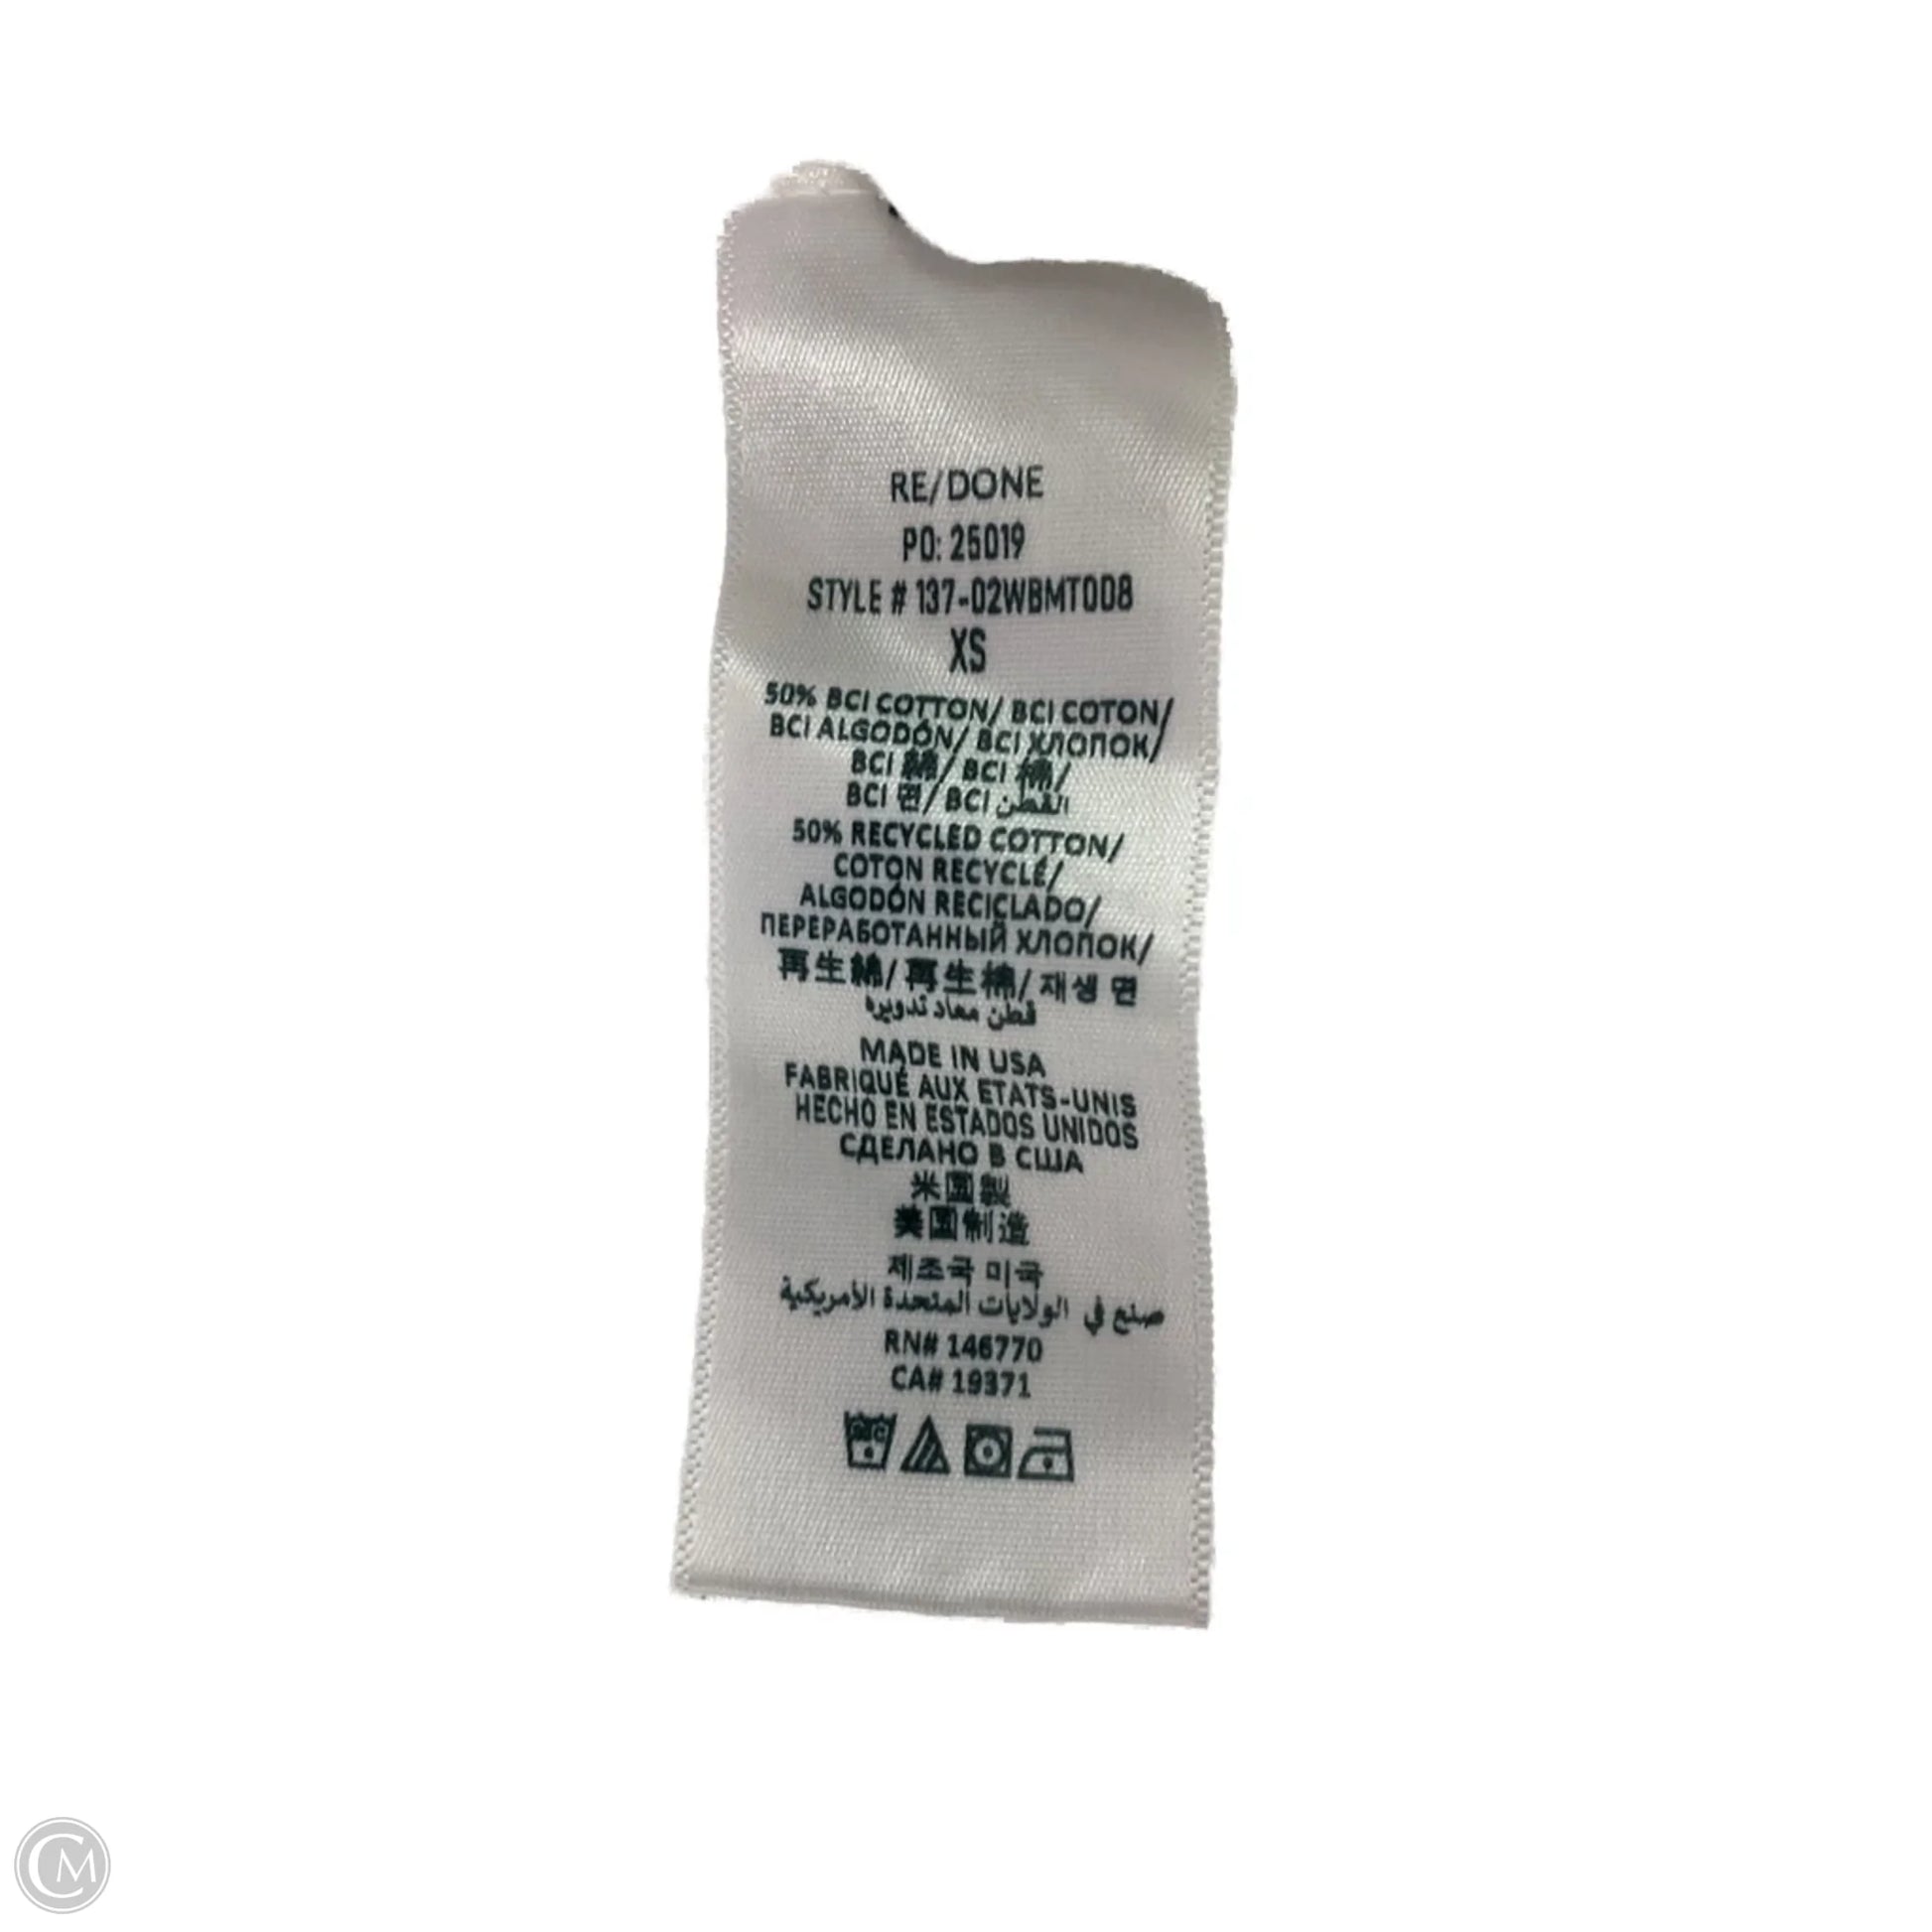 RE/DONE
PO: 25019
STYLE # 137-02WBMT008
XS
50% BCI COTTON/ BCI COTON/
BCI ALGODÓN/ BCI ХЛОПОК/
BCI 綿/ BCI 棉/
BCI 면/ BCI القطن
50% RECYCLED COTTON/
COTON RECYCLÉ/
ALGODÓN RECICLADO/
ПЕРЕРАБОТАННЫЙ ХЛОПОК/
再生綿/ 再生棉/ 재생 면
قطن معاد تدويره
MADE IN USA
FABRIQUÉ AUX ETATS-UNIS
HECHO EN ESTADOS UNIDOS
СДЕЛАНО В США
米国製
美国制造
제조국 미국
صنع في الولايات المتحدة الأمريكية
RN# 146770
CA# 19371
CM